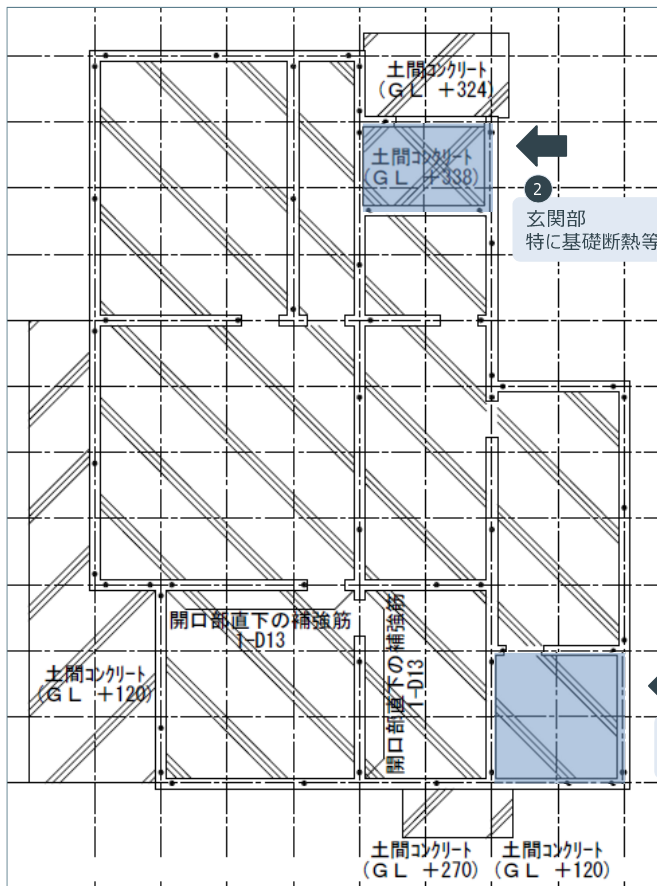 土間コンクリート
(GL +324)
土間コンクリート
(GL +338)
2
玄関部
特に基礎断熱等
開口部直下の補強筋
1-D13
開口部直下の補強筋
1-D13
土間コンクリート
(GL +120)
土間コンクリート
(GL +270)
土間コンクリート
(GL +120)